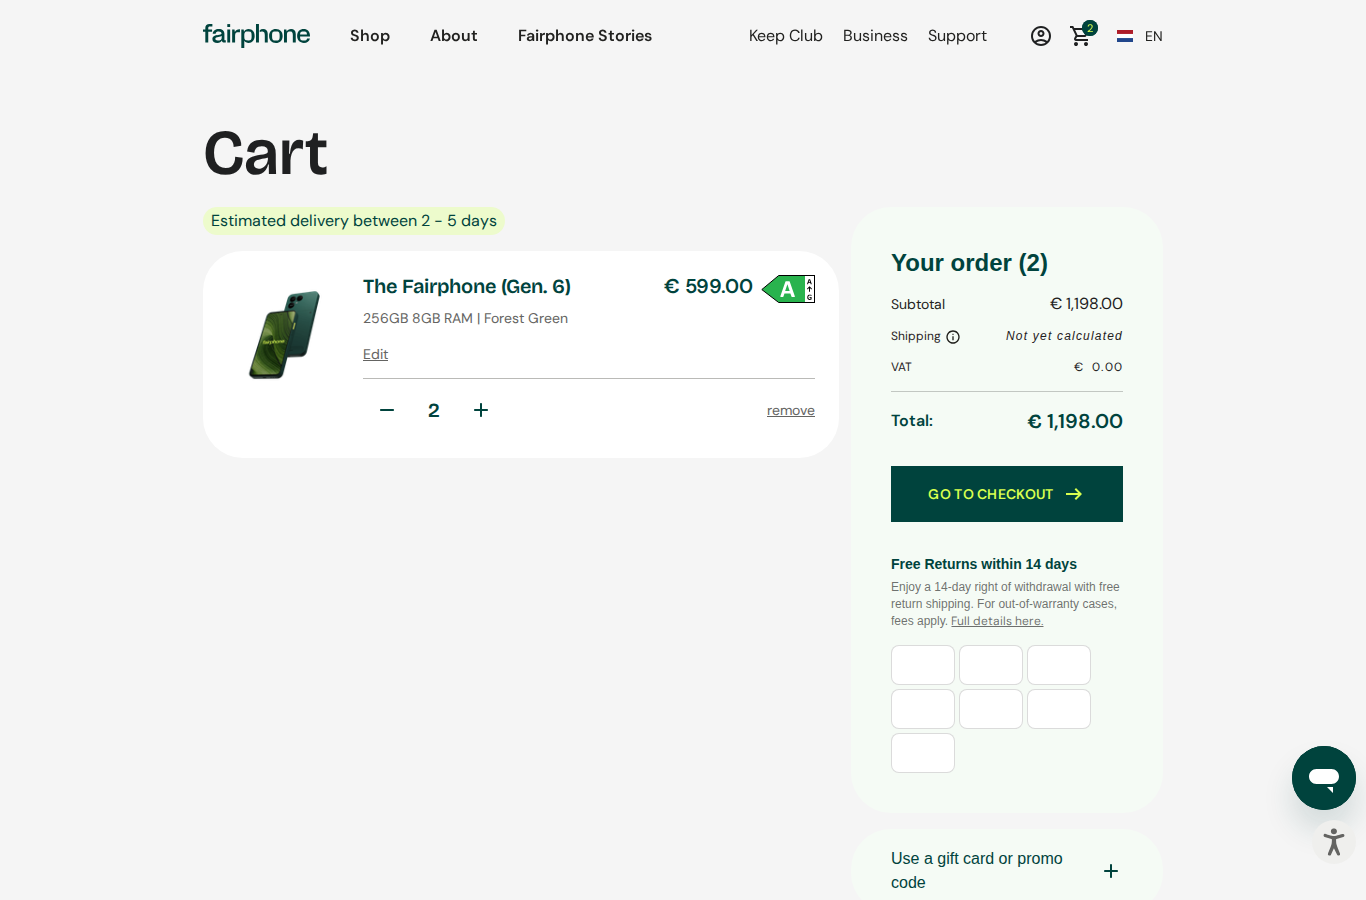 fairphone
Shop
About
Fairphone Stories
Keep Club
Business
Support
2
EN
Cart
Estimated delivery between 2 - 5 days
fairphone
The Fairphone (Gen. 6)
€ 599.00
A
A
G
256GB 8GB RAM | Forest Green
Edit
2
remove
Your order (2)
Subtotal
€ 1,198.00
Shipping
Not yet calculated
VAT
€ 0.00
Total:
€ 1,198.00
GO TO CHECKOUT
Free Returns within 14 days
Enjoy a 14-day right of withdrawal with free
return shipping. For out-of-warranty cases,
fees apply. Full details here.
Use a gift card or promo
code